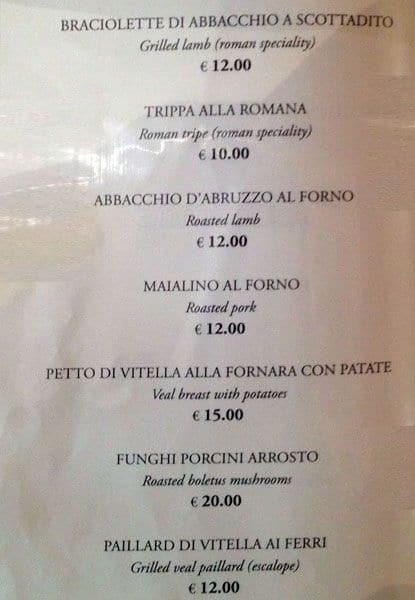 BRACIOLETTE DI ABBACCHIO A SCOTTADITO
Grilled lamb (roman speciality)
€ 12.00
TRIPPA ALLA ROMANA
Roman tripe (roman speciality)
€ 10.00
ABBACCHIO D'ABRUZZO AL FORNO
Roasted lamb
€ 12.00
MAIALINO AL FORNO
Roasted pork
€ 12.00
PETTO DI VITELLA ALLA FORNARA CON PATATE
Veal breast with potatoes
€ 15.00
FUNGHI PORCINI ARROSTO
Roasted boletus mushrooms
€ 20.00
PAILLARD DI VITELLA AI FERRI
Grilled veal paillard (escalope)
€ 12.00